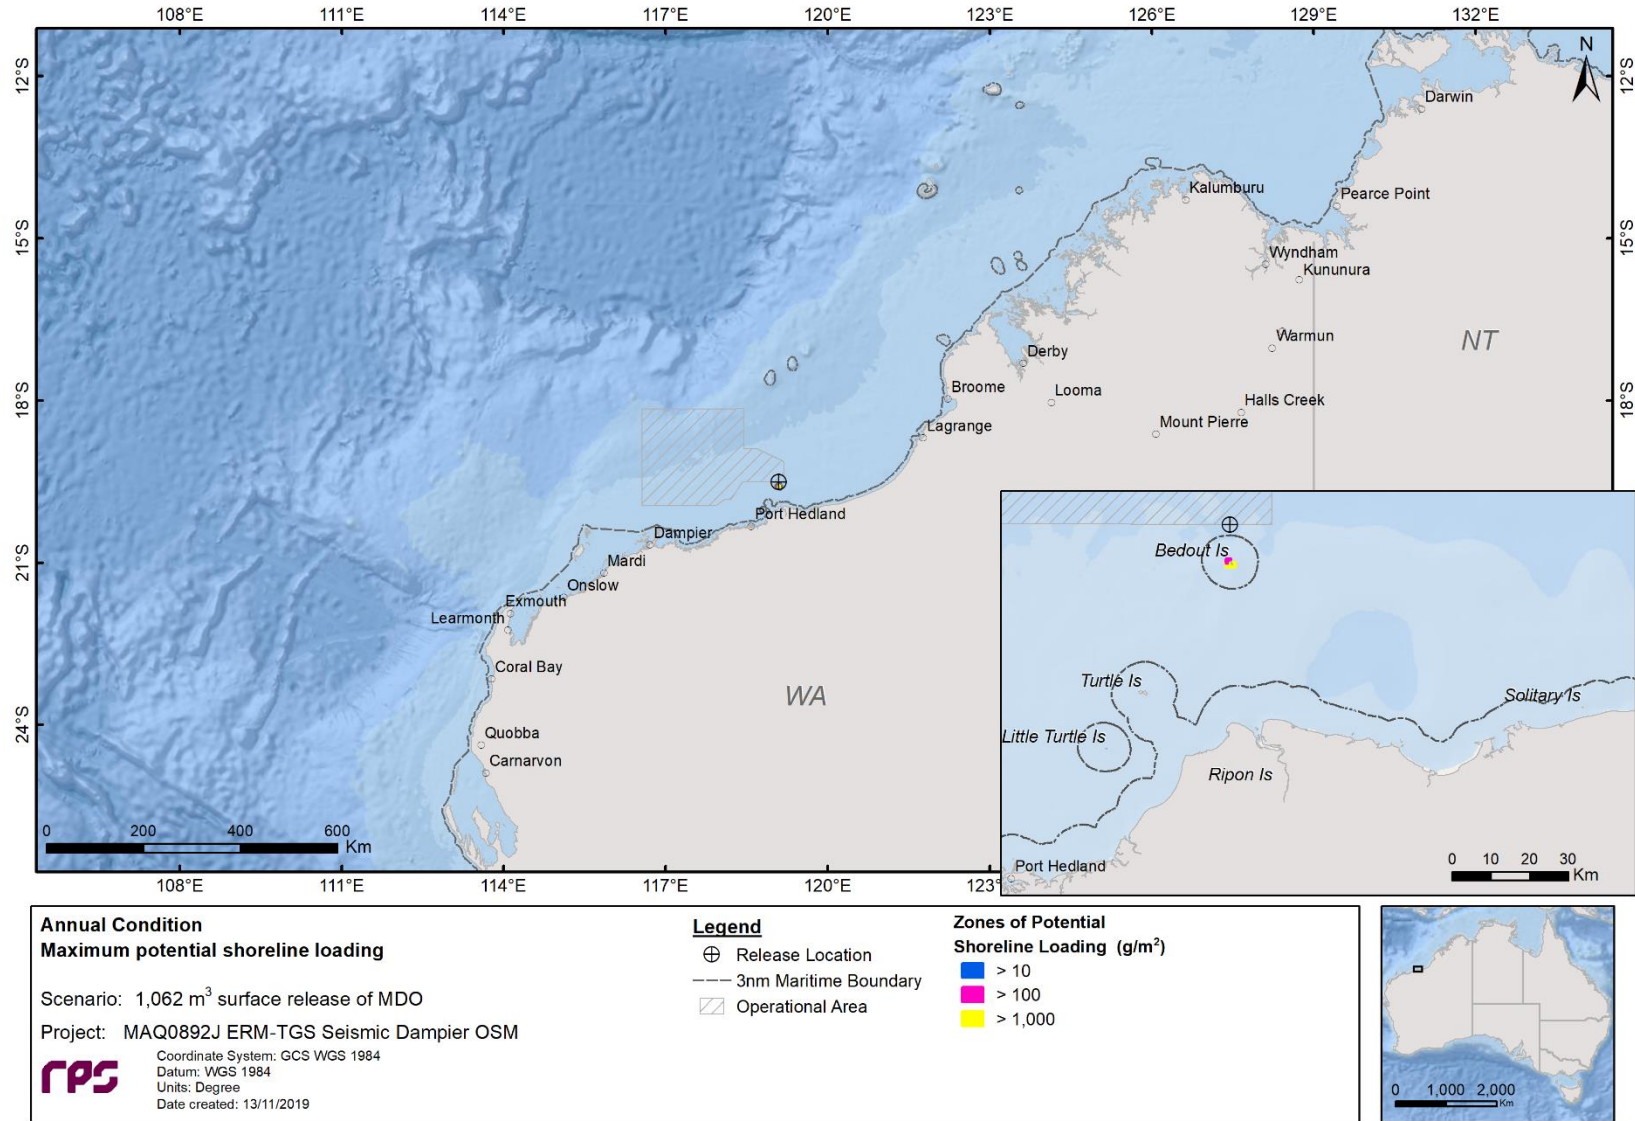 108°E 111°E 114°E 117°E 120°E 123°E 126°E 129°E 132°E
N
12°S 12°S
Darwin
Kalumburu
Pearce Point
15°S 15°S
Wyndham
Kununura
Warmun
NT
Derby
Broome
Looma
18°S 18°S
Halls Creek
Lagrange
Mount Pierre
Port Hedland
Dampier
21°S
Mardi
Onslow
Exmouth
Learmonth
Coral Bay
WA
24°S
Quobba
Carnarvon
0 200 400 600
Km
108°E 111°E 114°E 117°E 120°E 123°
Bedout Is
Turtle Is
Solitary Is
Little Turtle Is
Ripon Is
Port Hedland
0 10 20 30
Km
Annual Condition
Maximum potential shoreline loading
Scenario: 1,062 m³ surface release of MDO
Project: MAQ0892J ERM-TGS Seismic Dampier OSM
rps
Coordinate System: GCS WGS 1984
Datum: WGS 1984
Units: Degree
Date created: 13/11/2019
Legend
Release Location
3nm Maritime Boundary
Operational Area
Zones of Potential
Shoreline Loading (g/m²)
> 10
> 100
> 1,000
0 1,000 2,000
Km